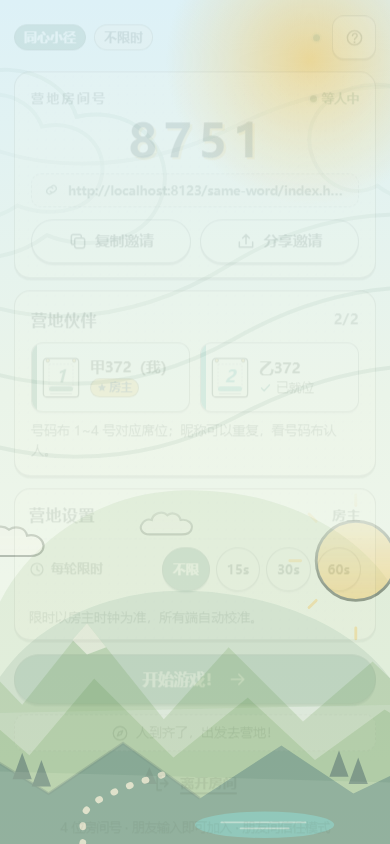 同心小径 不限时
营地房间号 等人中
8751
http://localhost:8123/same-word/index.h...
复制邀请 分享邀请
营地伙伴 2/2
1 甲372（我） 房主
2 乙372 已就位
号码布 1–4 号对应席位；昵称可以重复，看号码布认
人。
营地设置 房主
每轮限时 不限 15s 30s 60s
限时以房主时钟为准，所有端自动校准。
开始游戏！
人到齐了，出发去营地！
离开房间